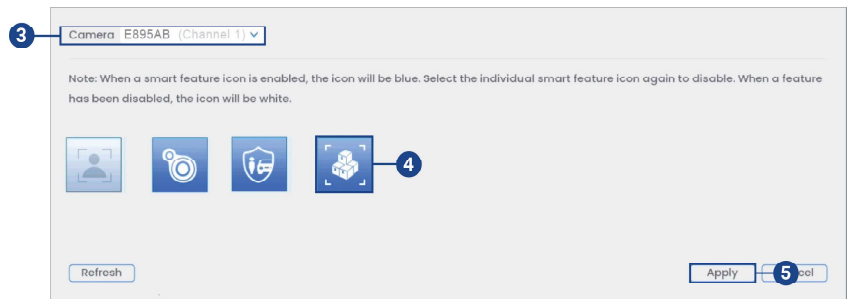 3
Camera E895AB (Channel 1)
Note: When a smart feature icon is enabled, the icon will be blue. Select the individual smart feature icon again to disable. When a feature
has been disabled, the icon will be white.
4
Refresh Apply 5